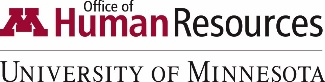 Office of
Human Resources
UNIVERSITY OF MINNESOTA